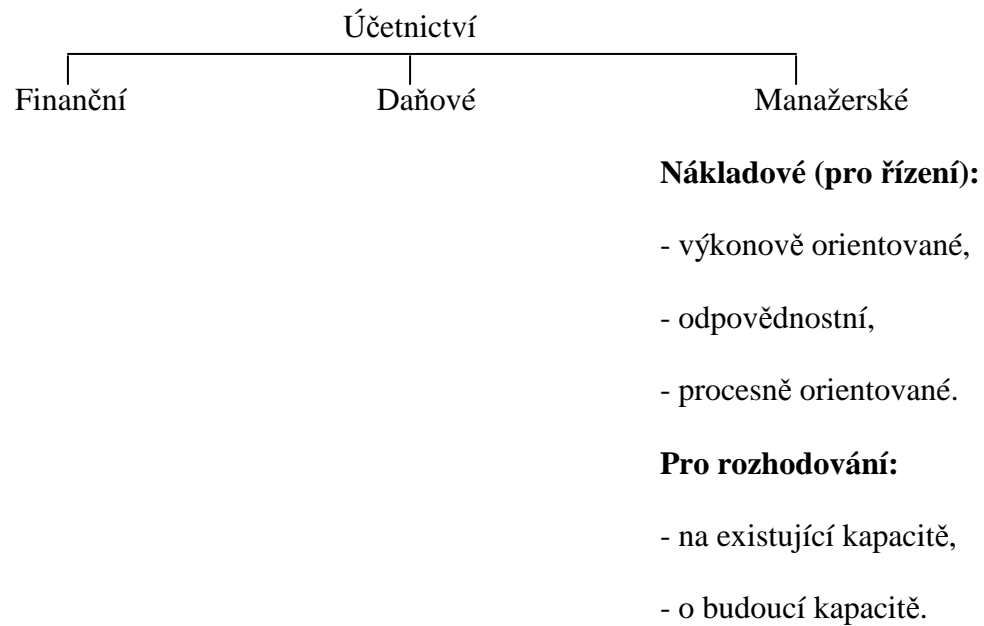 Účetnictví
Finanční Daňové Manažerské
Nákladové (pro řízení):
- výkonově orientované,
- odpovědnostní,
- procesně orientované.
Pro rozhodování:
- na existující kapacitě,
- o budoucí kapacitě.